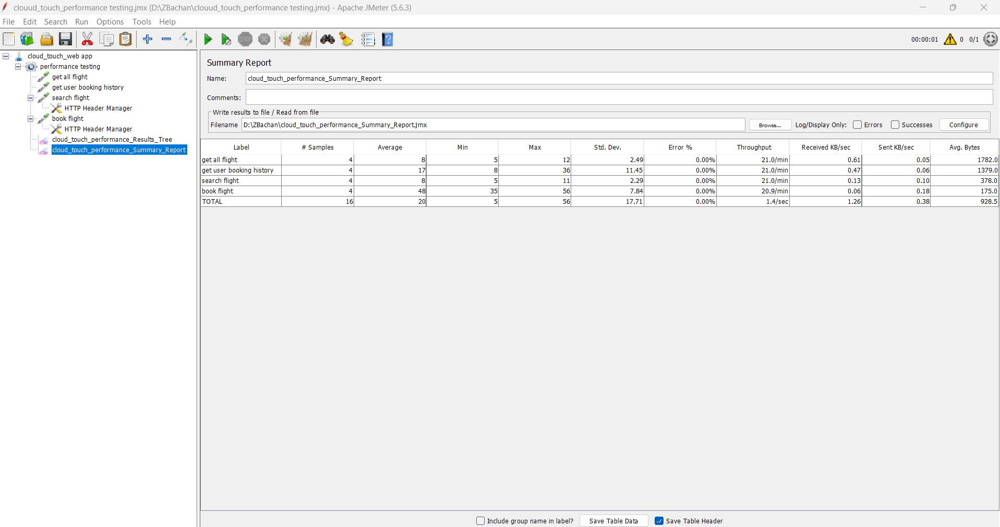 clouud_touch_performance testing.jmx (D:\ZBachan\clouud_touch_performance testing.jmx) - Apache JMeter (5.6.3)
File Edit Search Run Options Tools Help
STOP 00:00:01 0 0/1
cloud_touch_web app
performance testing
get all flight
get user booking history
search flight
HTTP Header Manager
book flight
HTTP Header Manager
cloud_touch_performance_Results_Tree
cloud_touch_performance_Summary_Report
Summary Report
Name: cloud_touch_performance_Summary_Report
Comments:
Write results to file / Read from file
Filename D:\ZBachan\cloud_touch_performance_Summary_Report.jmx Browse... Log/Display Only: Errors Successes Configure
Label # Samples Average Min Max Std. Dev. Error % Throughput Received KB/sec Sent KB/sec Avg. Bytes
get all flight 4 8 5 12 2.49 0.00% 21.0/min 0.61 0.05 1782.0
get user booking history 4 17 8 36 11.45 0.00% 21.0/min 0.47 0.06 1379.0
search flight 4 8 5 11 2.29 0.00% 21.0/min 0.13 0.10 378.0
book flight 4 48 35 56 7.84 0.00% 20.9/min 0.06 0.18 175.0
TOTAL 16 20 5 56 17.71 0.00% 1.4/sec 1.26 0.38 928.5
Include group name in label? Save Table Data Save Table Header